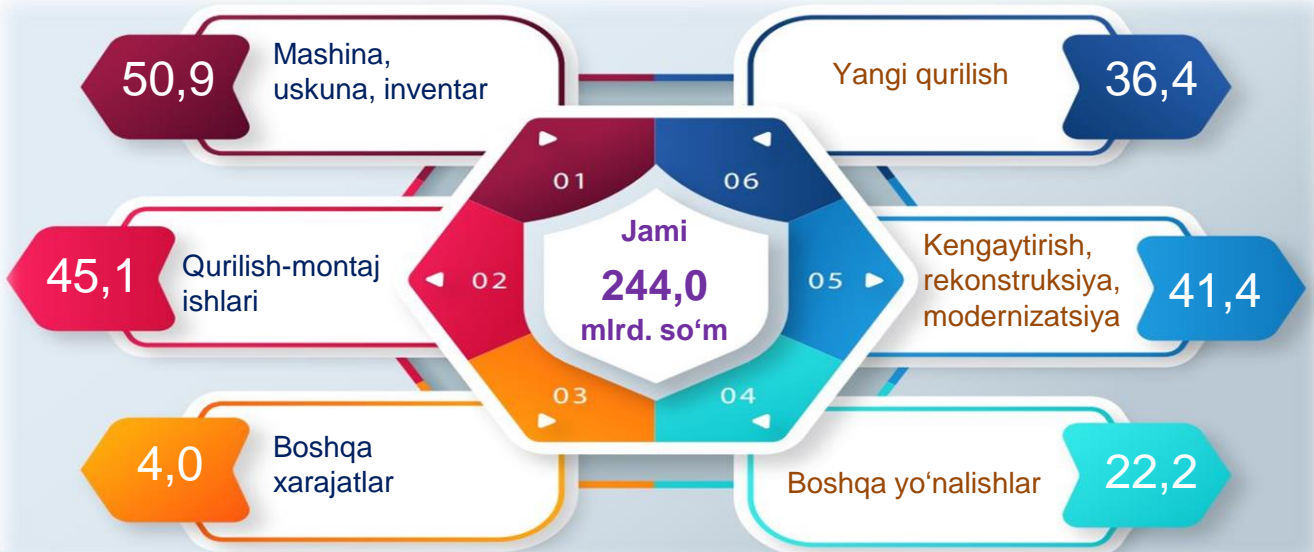 50,9
Mashina,
uskuna, inventar
Yangi qurilish
36,4
01
06
45,1
Qurilish-montaj
ishlari
02
Jami
244,0
mlrd. so‘m
05
Kengaytirish,
rekonstruksiya,
modernizatsiya
41,4
03
04
4,0
Boshqa
xarajatlar
Boshqa yo‘nalishlar
22,2